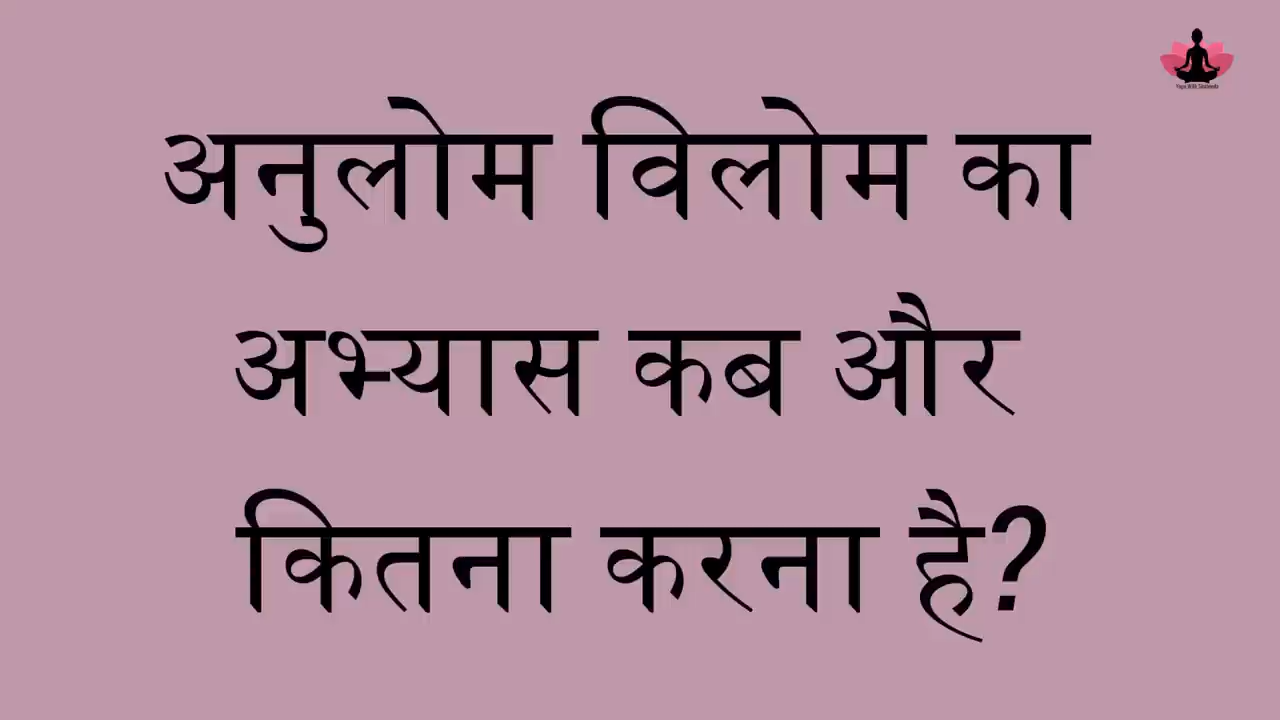 अनुलोम विलोम का
अभ्यास कब और
कितना करना है?